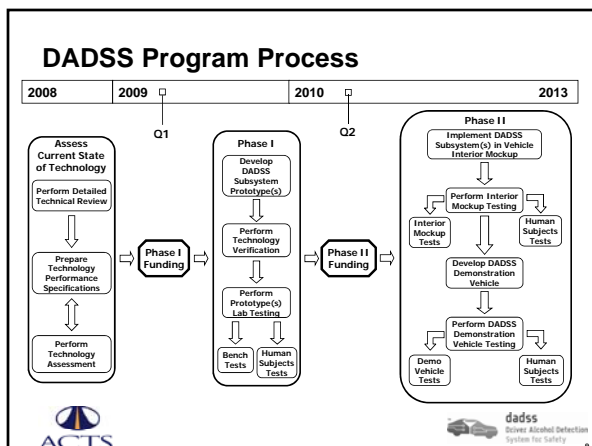 DADSS Program Process
2008 2009 2010 2013
Q1
Q2
Assess
Current State
of Technology
Perform Detailed
Technical Review
Prepare
Technology
Performance
Specifications
Perform
Technology
Assessment
Phase I
Funding
Phase I
Develop
DADSS
Subsystem
Prototype(s)
Perform
Technology
Verification
Perform
Prototype(s)
Lab Testing
Bench
Tests
Human
Subjects
Tests
Phase II
Funding
Phase II
Implement DADSS
Subsystem(s) in Vehicle
Interior Mockup
Perform Interior
Mockup Testing
Interior
Mockup
Tests
Human
Subjects
Tests
Develop DADSS
Demonstration
Vehicle
Perform DADSS
Demonstration
Vehicle Testing
Demo
Vehicle
Tests
Human
Subjects
Tests
ACTS
dadss
Driver Alcohol Detection
System for Safety